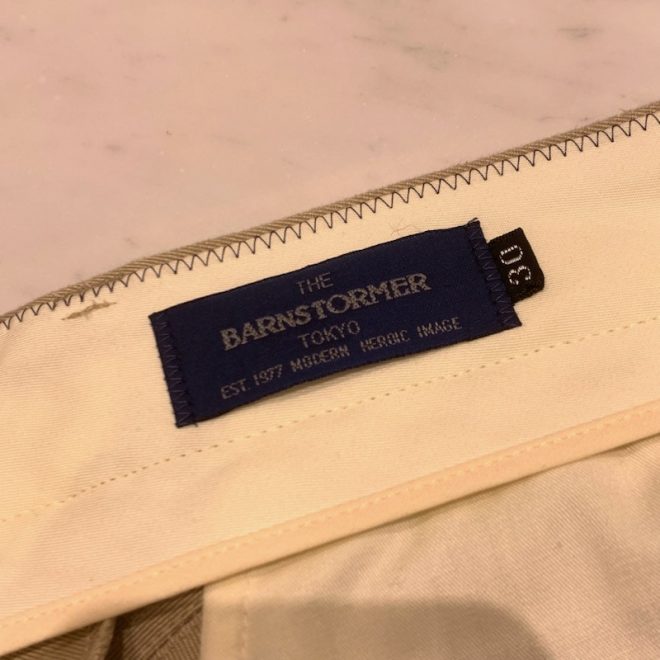 THE
BARNSTORMER
TOKYO
EST. 1977 MODERN HEROIC IMAGE
30